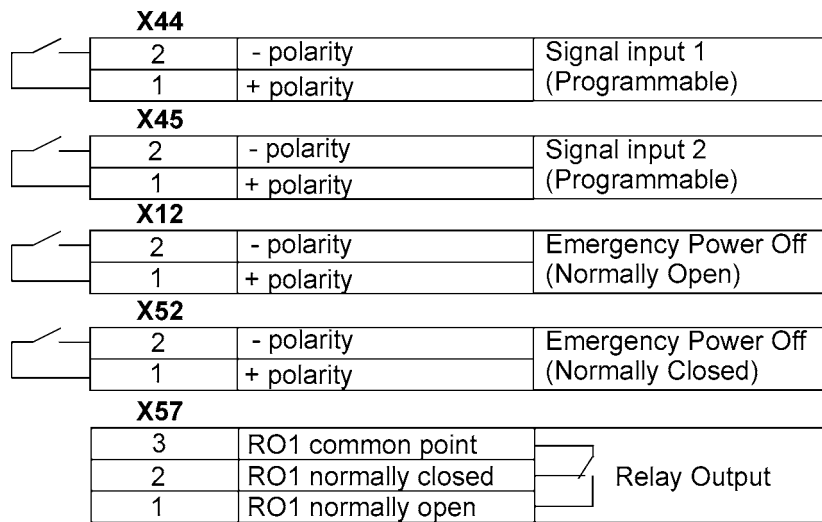 X44
2 - polarity Signal input 1
1 + polarity (Programmable)
X45
2 - polarity Signal input 2
1 + polarity (Programmable)
X12
2 - polarity Emergency Power Off
1 + polarity (Normally Open)
X52
2 - polarity Emergency Power Off
1 + polarity (Normally Closed)
X57
3 RO1 common point
2 RO1 normally closed Relay Output
1 RO1 normally open